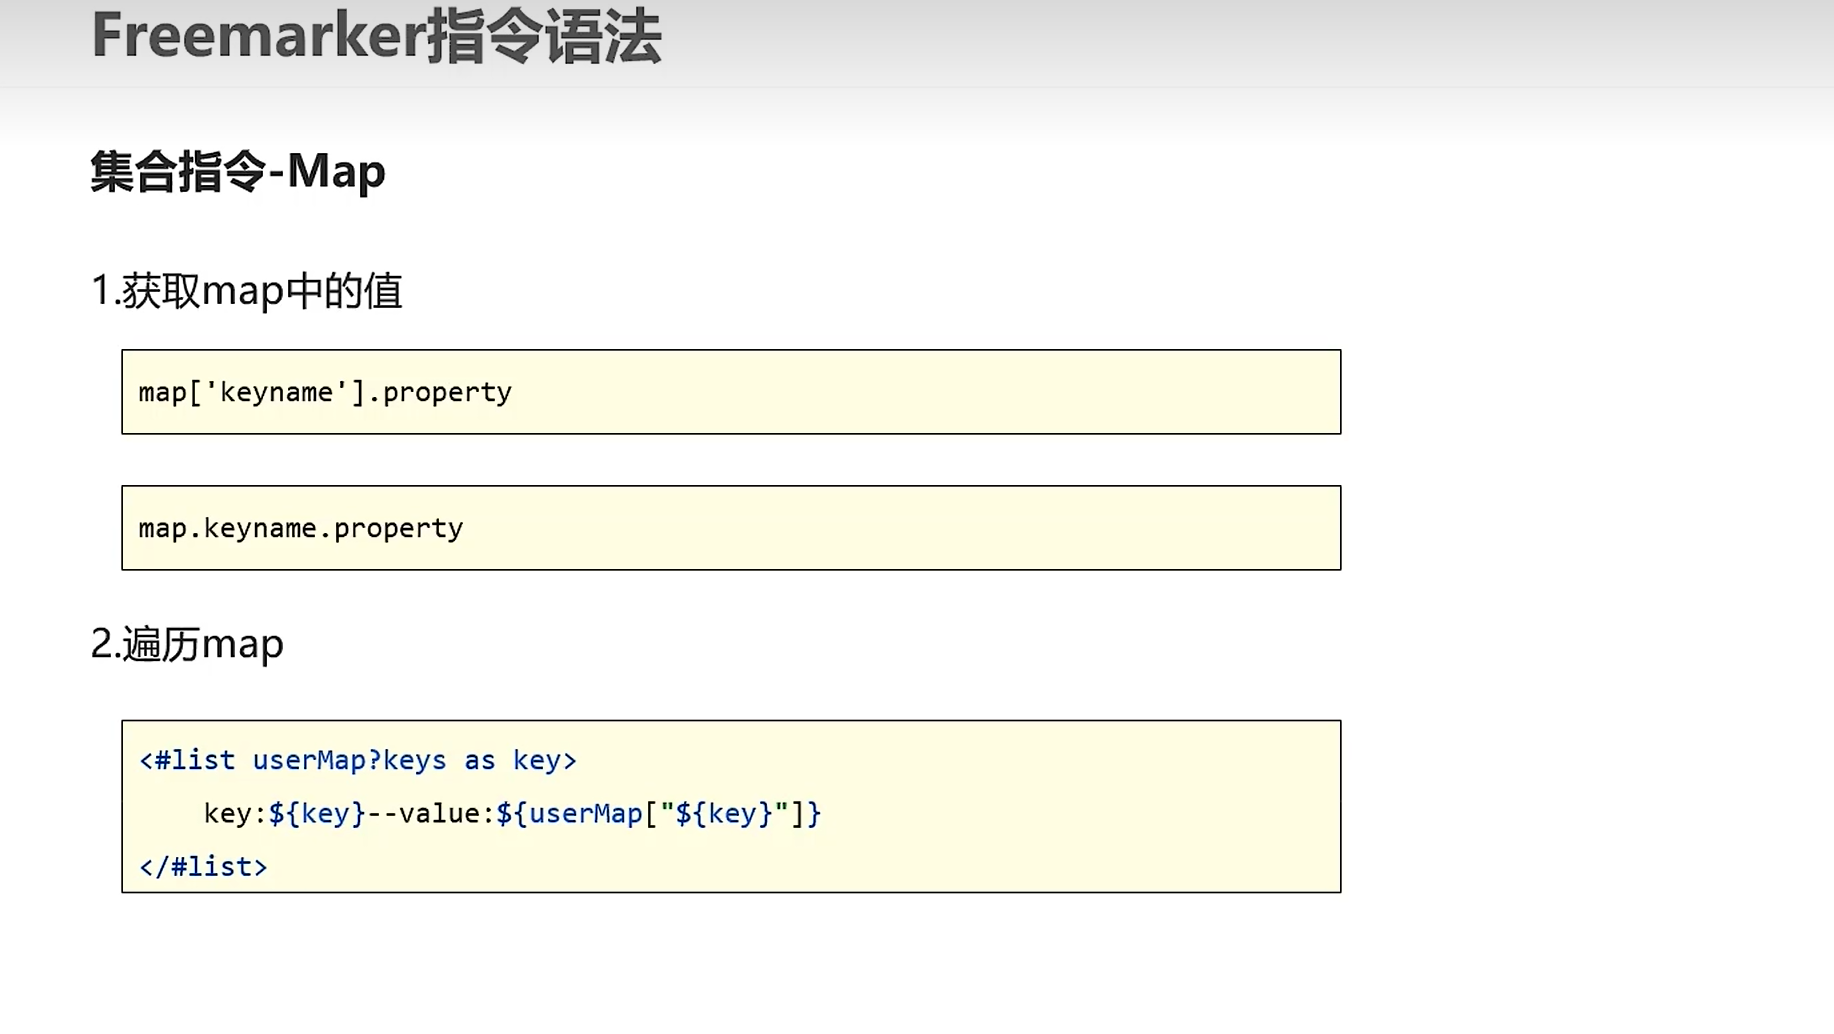 Freemarker指令语法
集合指令-Map
1.获取map中的值
map['keyname'].property
map.keyname.property
2.遍历map
<#list userMap?keys as key>
key:${key}--value:${userMap["${key}"]}
</#list>